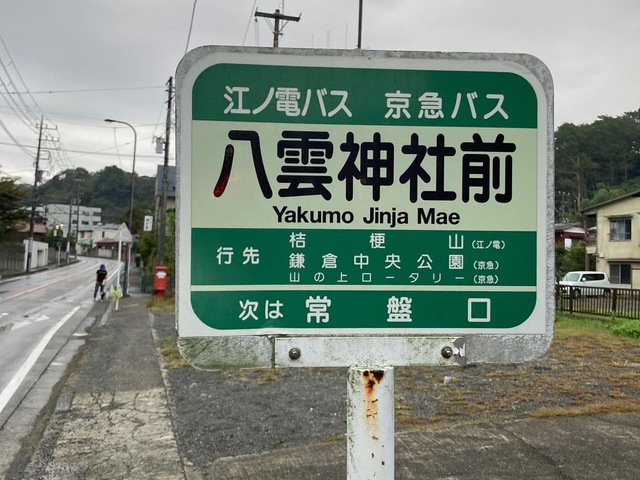 江ノ電バス 京急バス
八雲神社前
Yakumo Jinja Mae
行先
桔梗山(江ノ電)
鎌倉中央公園(京急)
山の上ロータリー(京急)
次は 常盤口